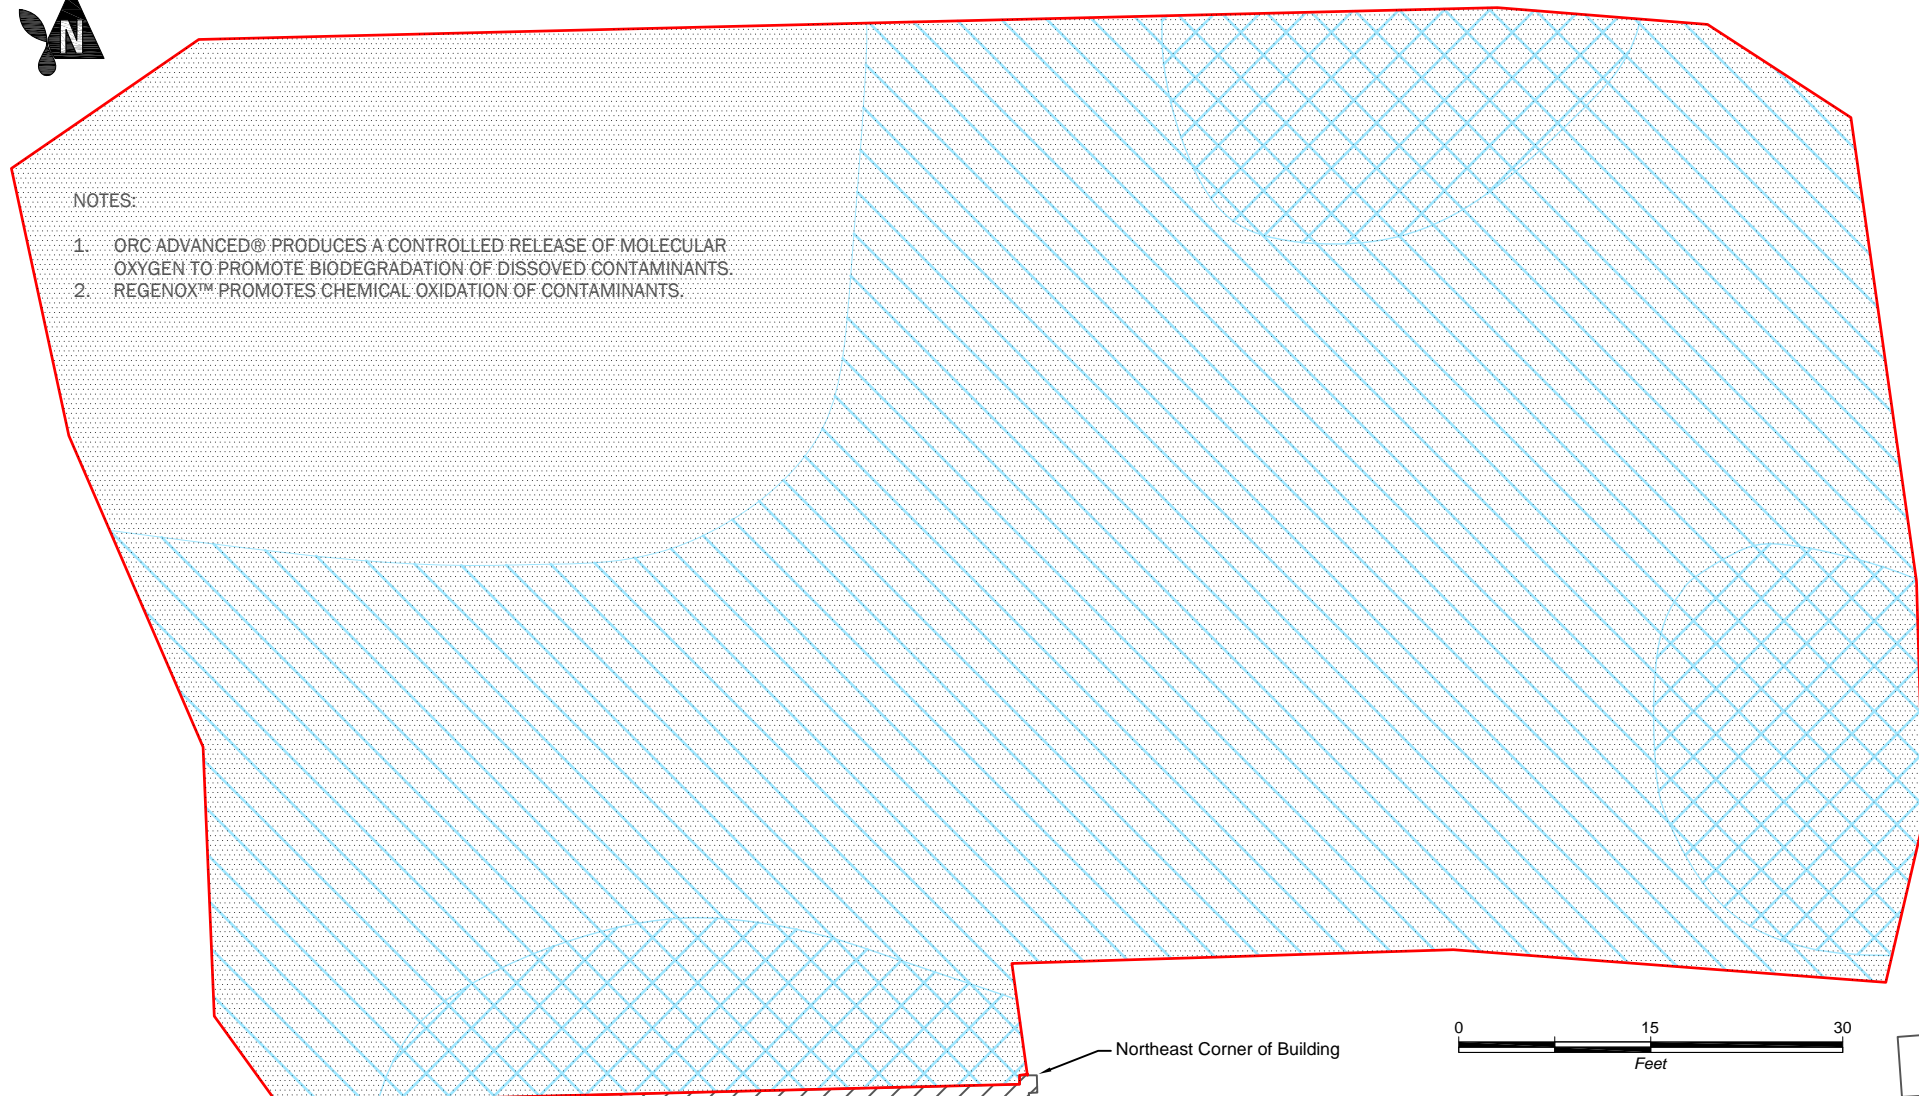 N
NOTES:
1. ORC ADVANCED® PRODUCES A CONTROLLED RELEASE OF MOLECULAR
OXYGEN TO PROMOTE BIODEGRADATION OF DISSOVED CONTAMINANTS.
2. REGENOX™ PROMOTES CHEMICAL OXIDATION OF CONTAMINANTS.
Northeast Corner of Building
0 15 30
Feet